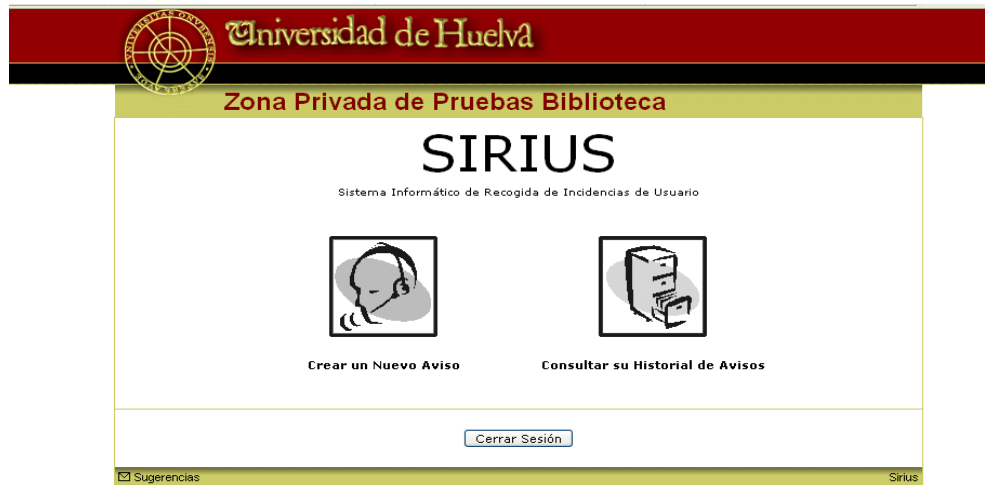 Universidad de Huelva
Zona Privada de Pruebas Biblioteca
SIRIUS
Sistema Informático de Recogida de Incidencias de Usuario
Crear un Nuevo Aviso
Consultar su Historial de Avisos
Cerrar Sesión
Sugerencias
Sirius